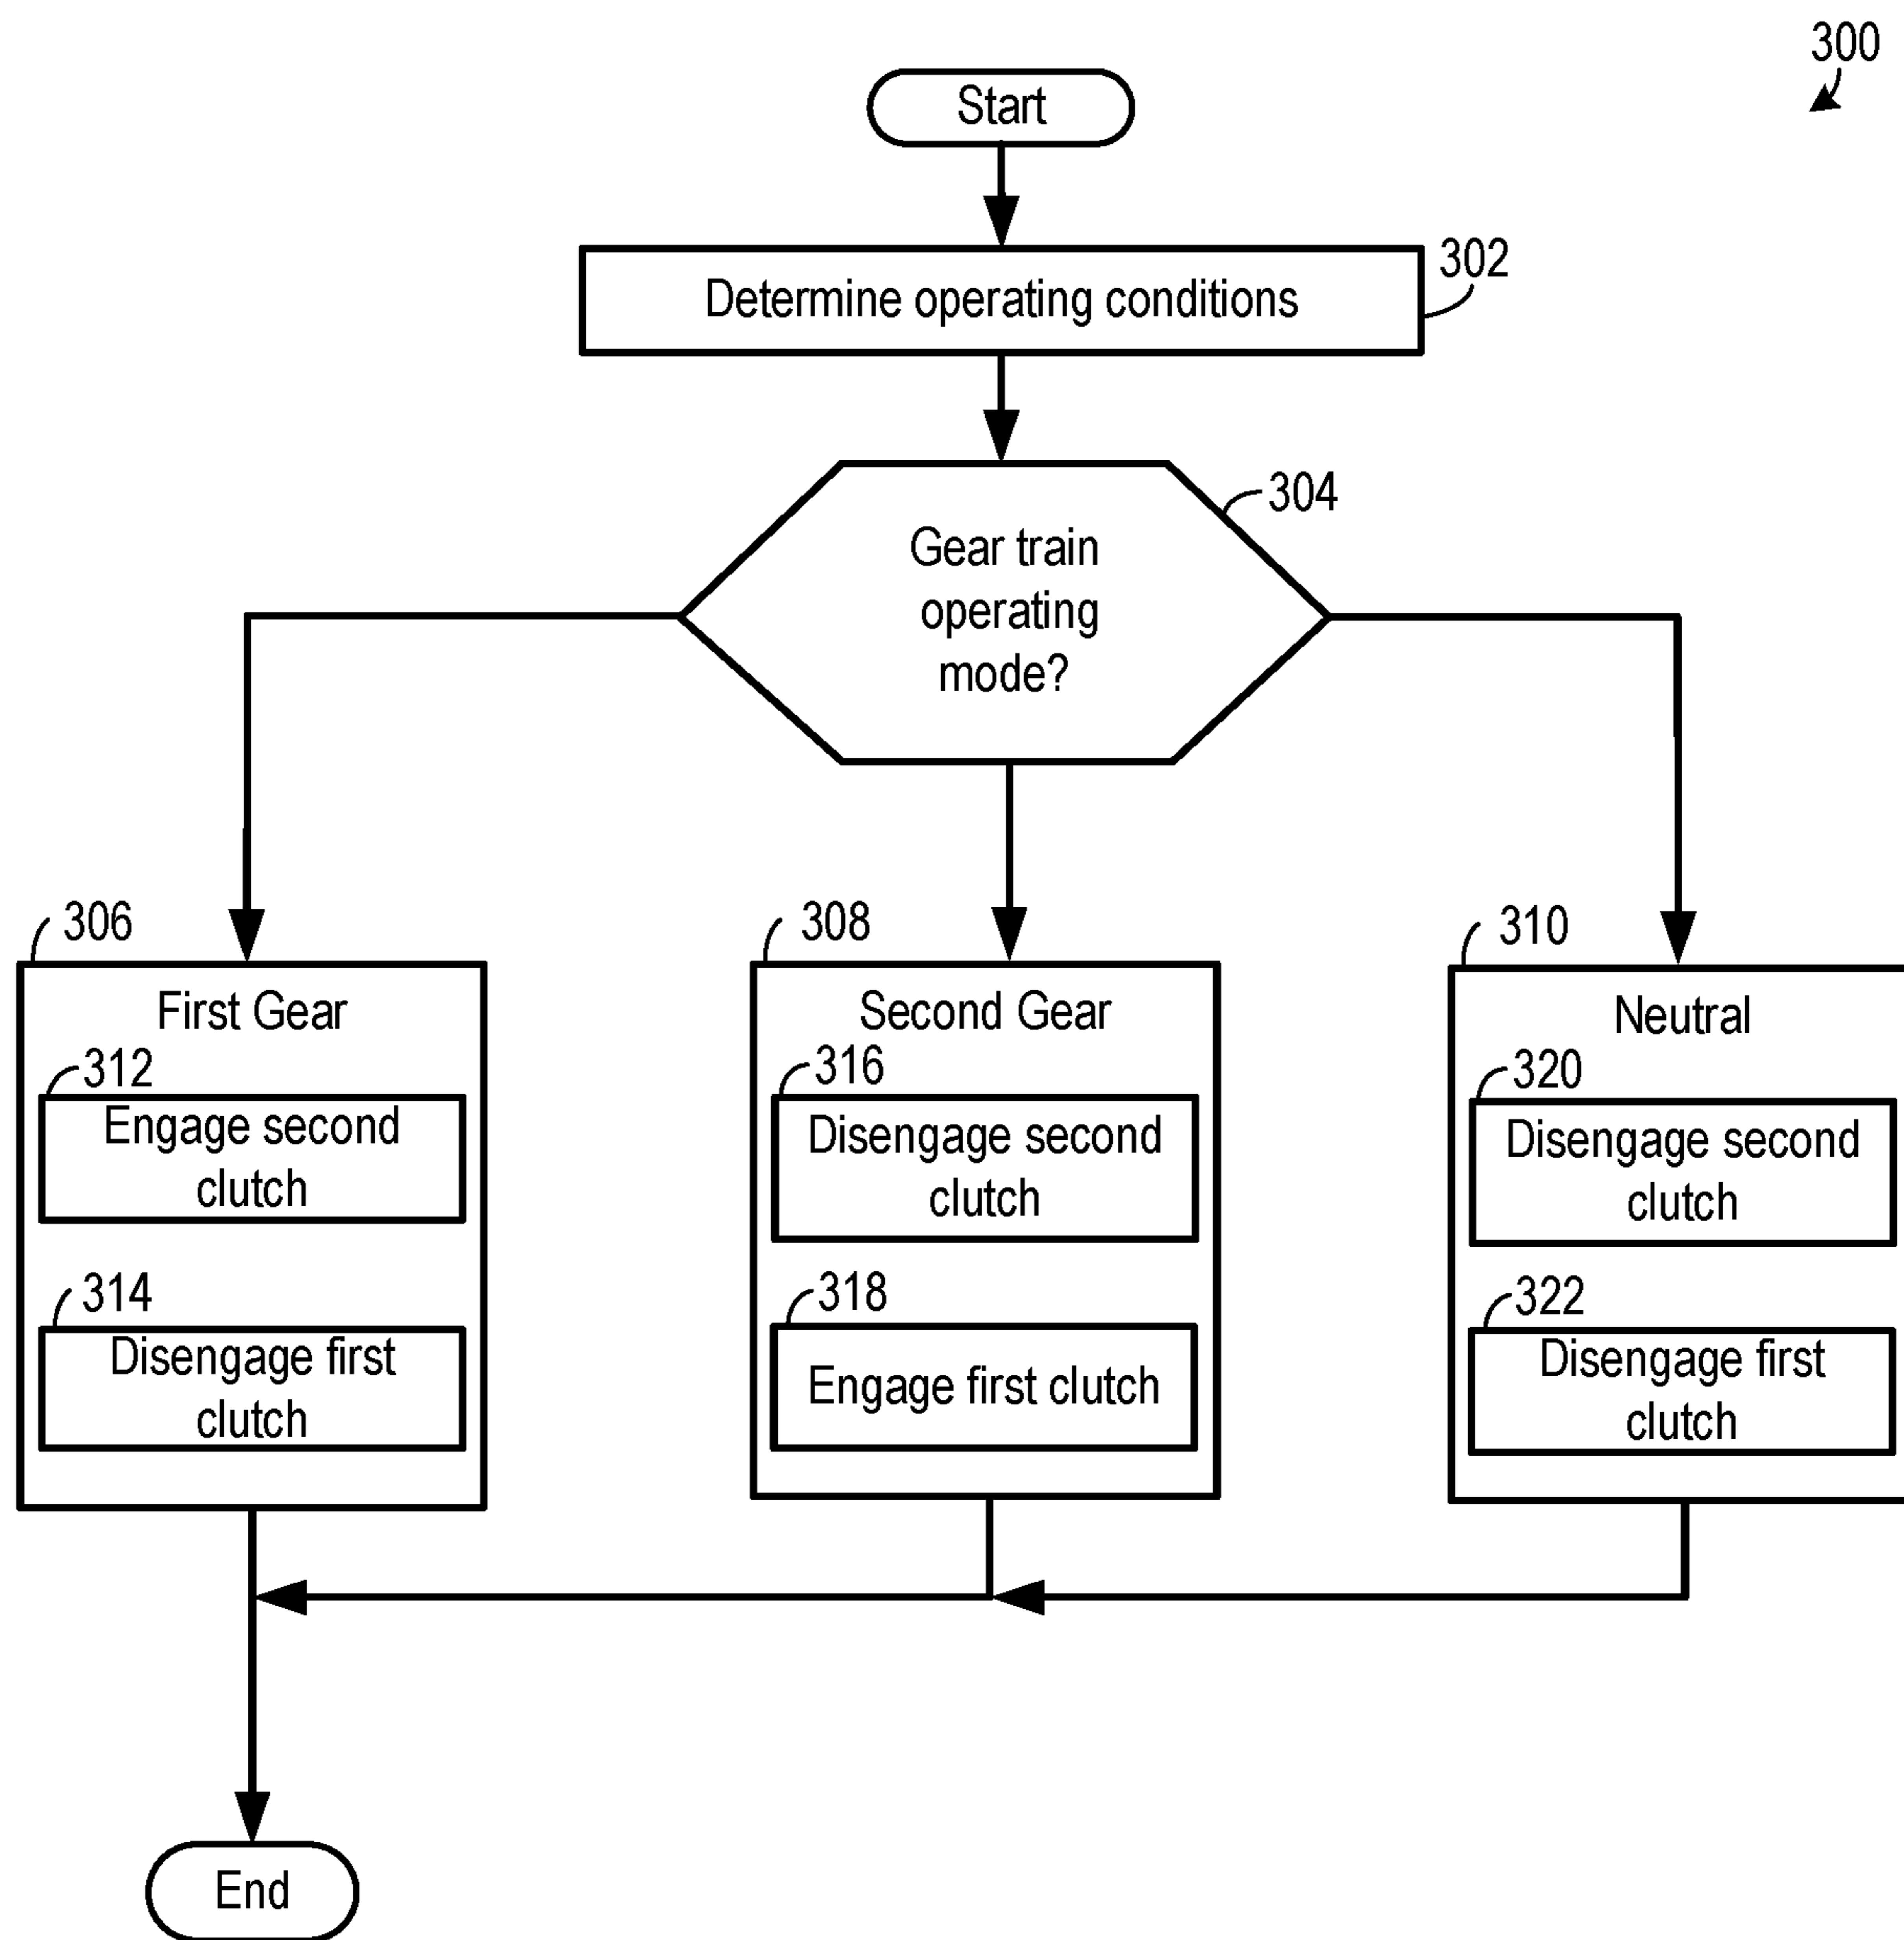 300
Start
302
Determine operating conditions
304
Gear train
operating
mode?
306
First Gear
312
Engage second
clutch
314
Disengage first
clutch
308
Second Gear
316
Disengage second
clutch
318
Engage first clutch
310
Neutral
320
Disengage second
clutch
322
Disengage first
clutch
End